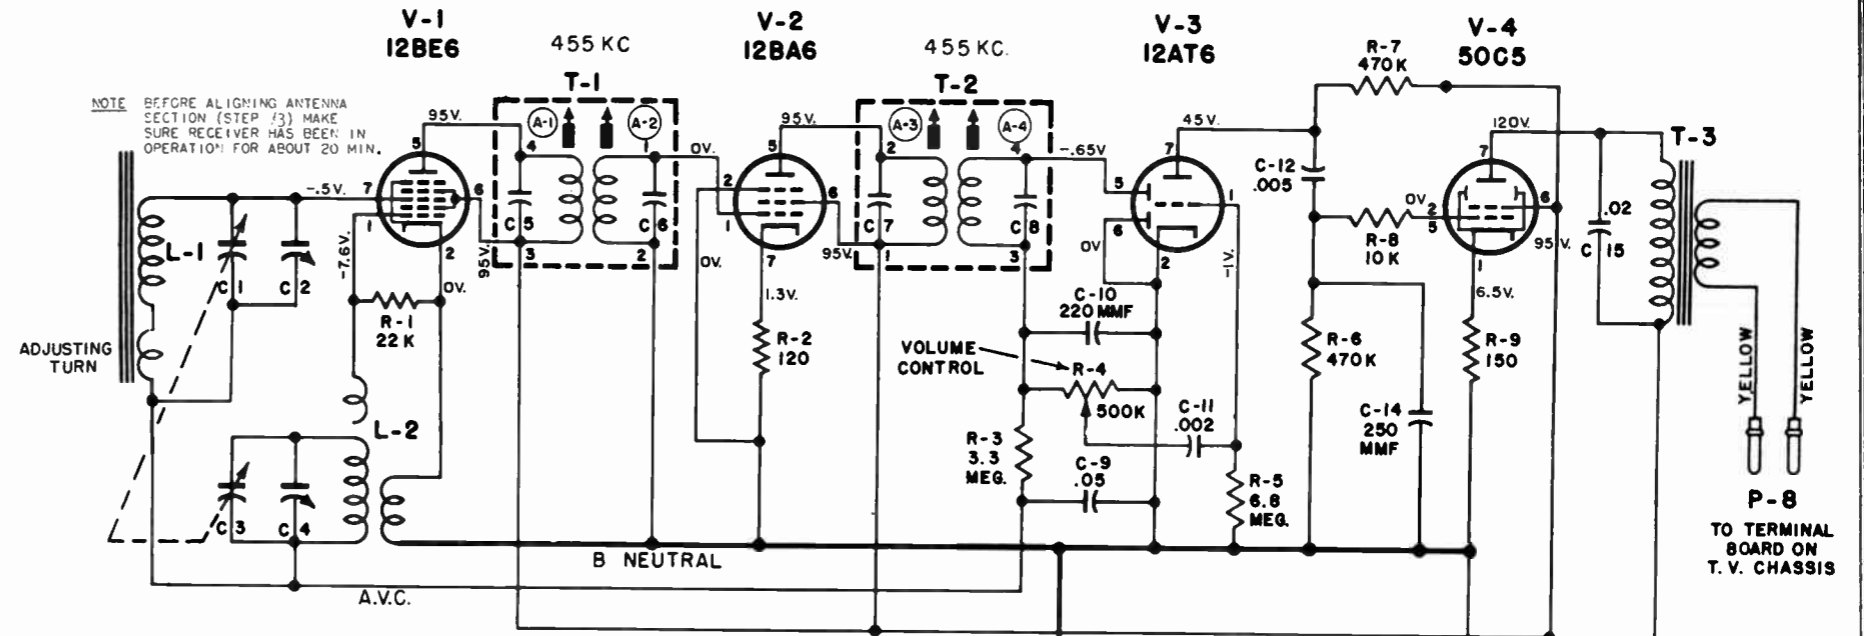 V-1
12BE6
455 KC
T-1
V-2
12BA6
455 KC.
T-2
V-3
12AT6
R-7
470K
V-4
50C5
NOTE BEFORE ALIGNING ANTENNA
SECTION (STEP 13) MAKE
SURE RECEIVER HAS BEEN IN
OPERATION FOR ABOUT 20 MIN.
95V.
A-1
A-2
95V.
A-3
A-4
45V.
120V.
T-3
5
4
1
0V.
5
2
4
-.65V.
7
C-12
.005
7
-.5V.
7
6
2
6
5
1
0V
2
6
.02
L-1
1
C 5
C 6
1
C 7
C 8
6
5
C 15
C 1
C 2
-7.6V.
2
95V.
3
2
0V.
7
95V.
1
3
0V
2
-1V.
R-8
10K
1
95V.
0V.
1.3V.
C-10
220 MMF
6.5V.
ADJUSTING
TURN
R-1
22 K
R-2
120
VOLUME
CONTROL
R-4
500K
R-6
470K
R-9
150
YELLOW
YELLOW
L-2
C-11
.002
C-14
250
MMF
R-3
3.3
MEG.
C-9
.05
R-5
6.8
MEG.
C 3
C 4
P-8
TO TERMINAL
BOARD ON
T.V. CHASSIS
B NEUTRAL
A.V.C.